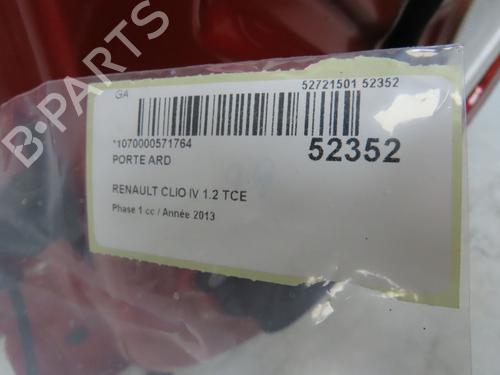 GA
52721501 52352
*1070000571764
52352
PORTE ARD
RENAULT CLIO IV 1.2 TCE
Phase 1 cc / Année 2013
B-PARTS